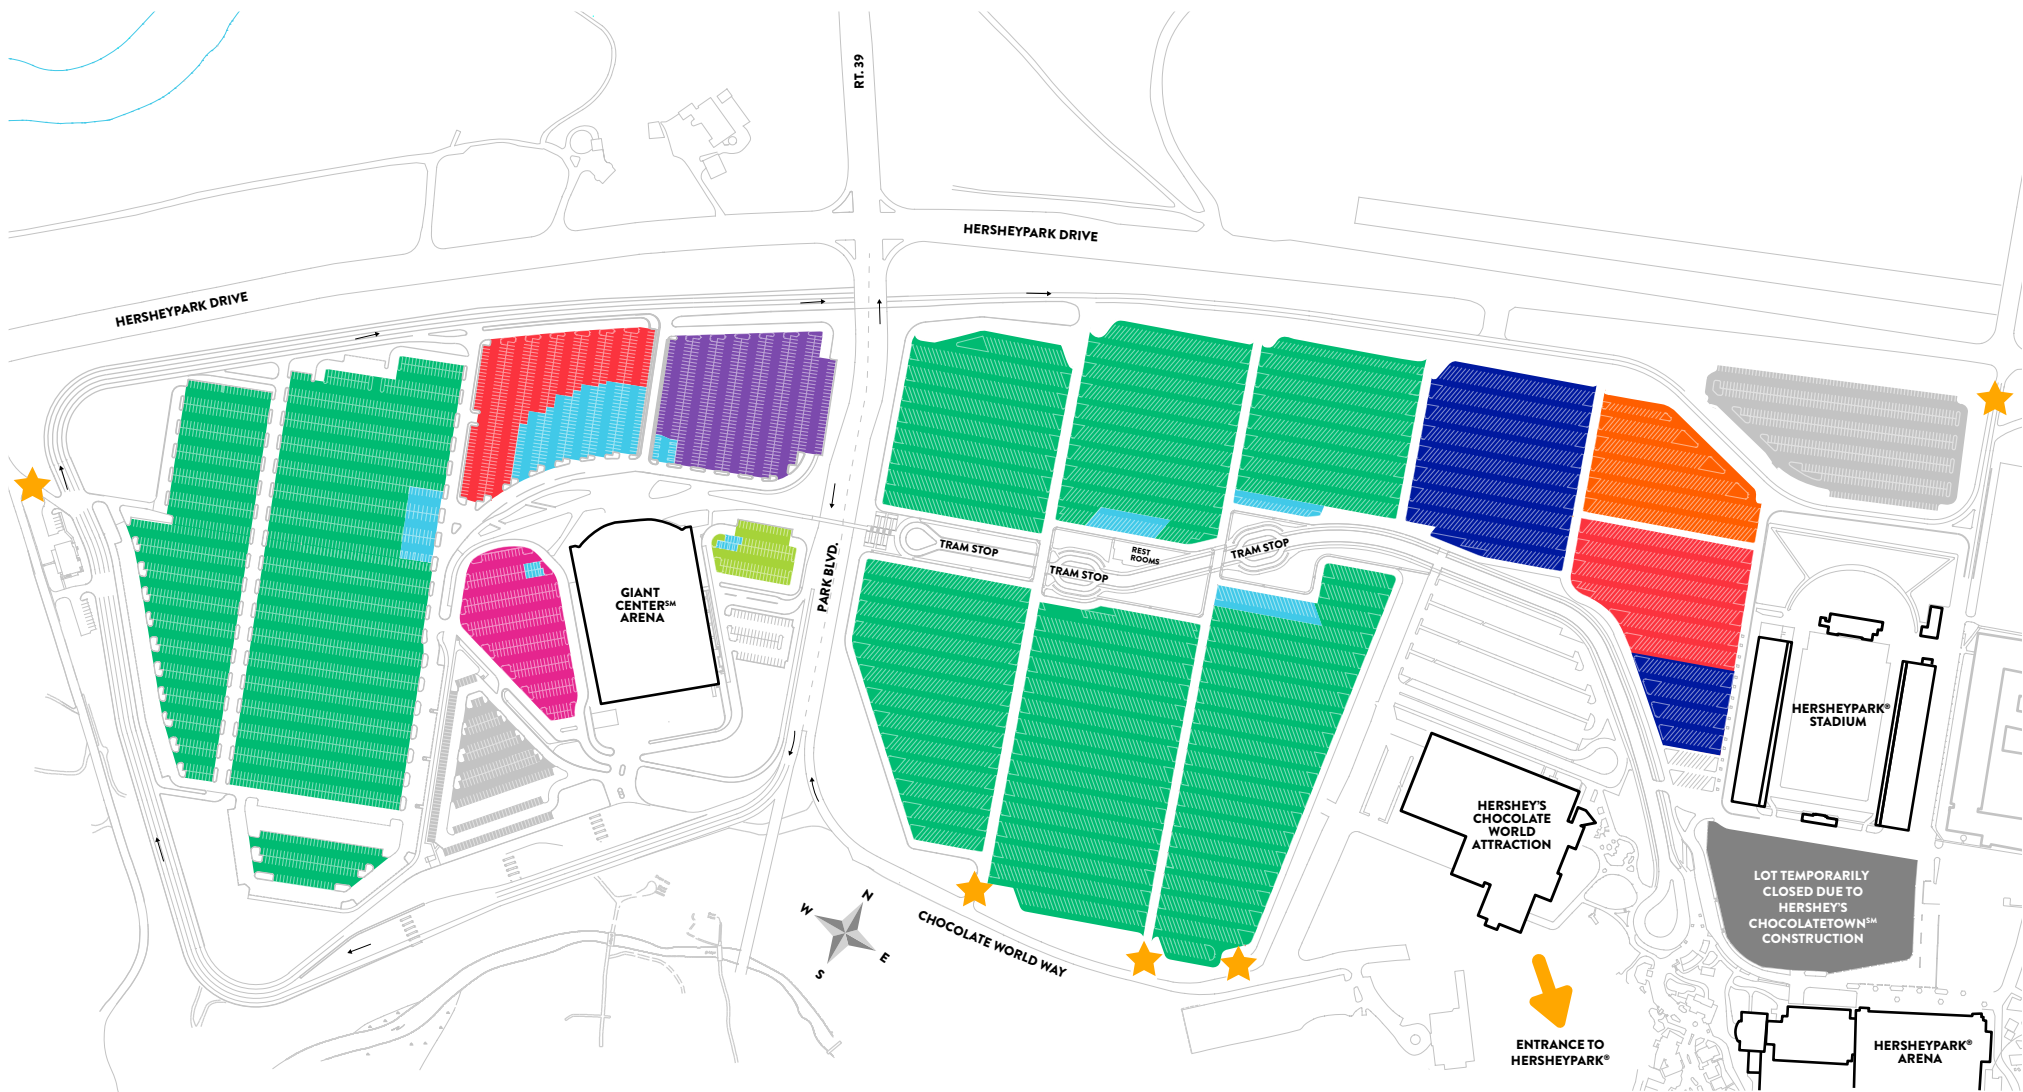 RT. 39
HERSHEYPARK DRIVE
HERSHEYPARK DRIVE
TRAM STOP
REST
ROOMS
TRAM STOP
TRAM STOP
PARK BLVD.
GIANT
CENTER℠
ARENA
HERSHEYPARK®
STADIUM
HERSHEY'S
CHOCOLATE
WORLD
ATTRACTION
LOT TEMPORARILY
CLOSED DUE TO
HERSHEY'S
CHOCOLATETOWN℠
CONSTRUCTION
N
W
E
S
CHOCOLATE WORLD WAY
ENTRANCE TO
HERSHEYPARK®
HERSHEYPARK®
ARENA